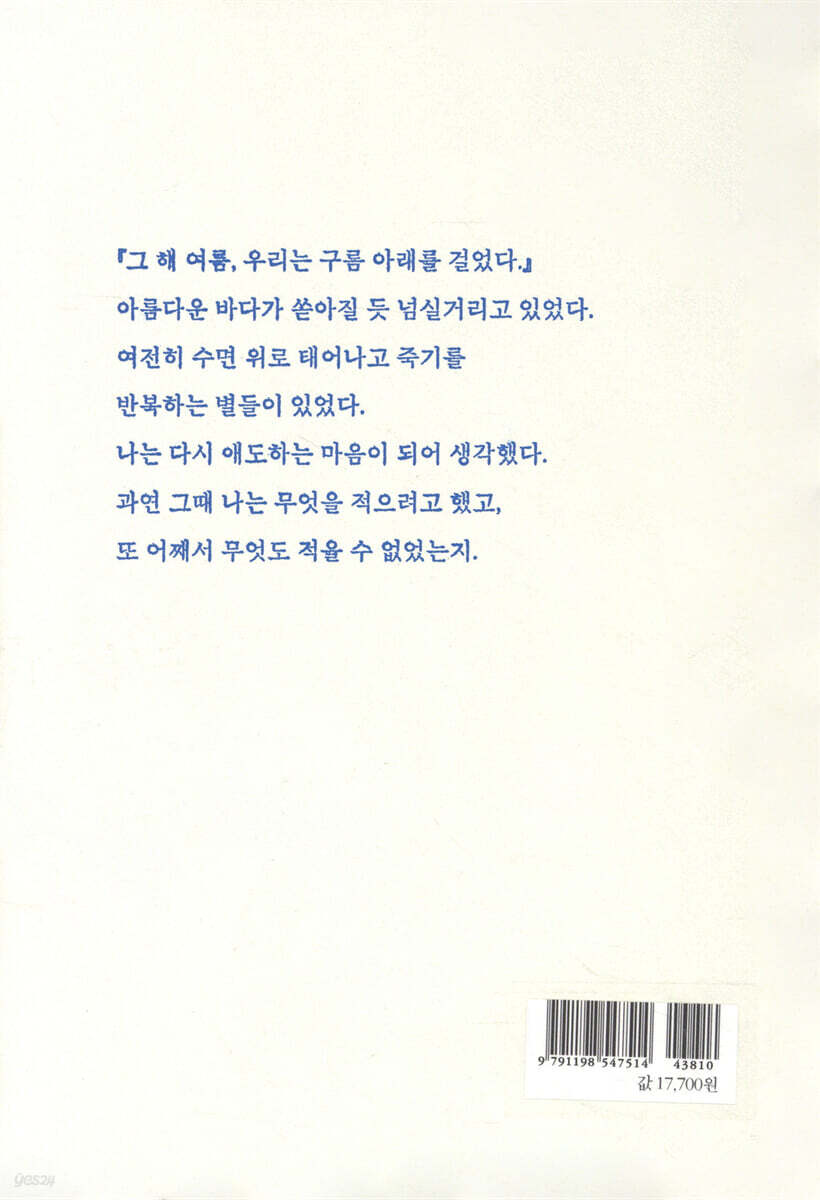 『그 해 여름, 우리는 구름 아래를 걸었다.』
아름다운 바다가 쏟아질 듯 넘실거리고 있었다.
여전히 수면 위로 태어나고 죽기를
반복하는 별들이 있었다.
나는 다시 애도하는 마음이 되어 생각했다.
과연 그때 나는 무엇을 적으려고 했고,
또 어째서 무엇도 적을 수 없었는지.
9 791198 547514 43810
값 17,700원
yes24